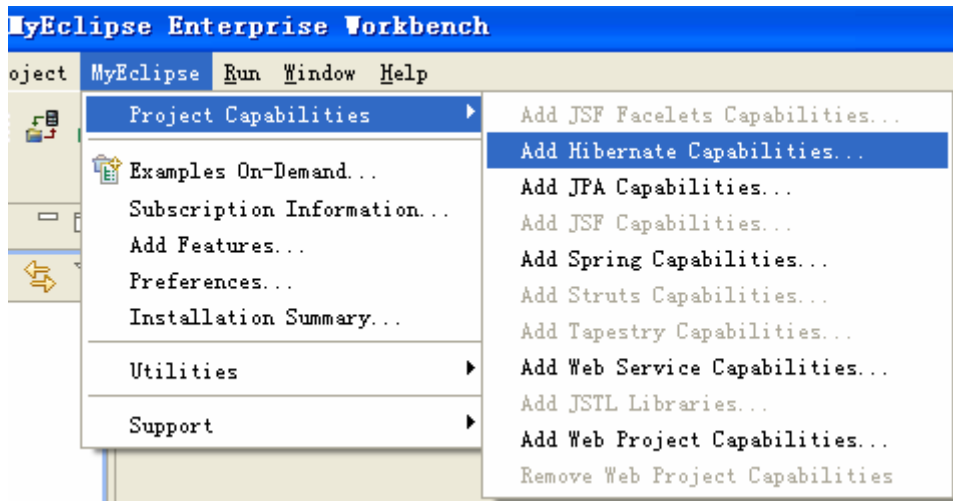 MyEclipse Enterprise Workbench
oject MyEclipse Run Window Help
Project Capabilities
Examples On-Demand...
Subscription Information...
Add Features...
Preferences...
Installation Summary...
Utilities
Support
Add JSF Facelets Capabilities...
Add Hibernate Capabilities...
Add JPA Capabilities...
Add JSF Capabilities...
Add Spring Capabilities...
Add Struts Capabilities...
Add Tapestry Capabilities...
Add Web Service Capabilities...
Add JSTL Libraries...
Add Web Project Capabilities...
Remove Web Project Capabilities